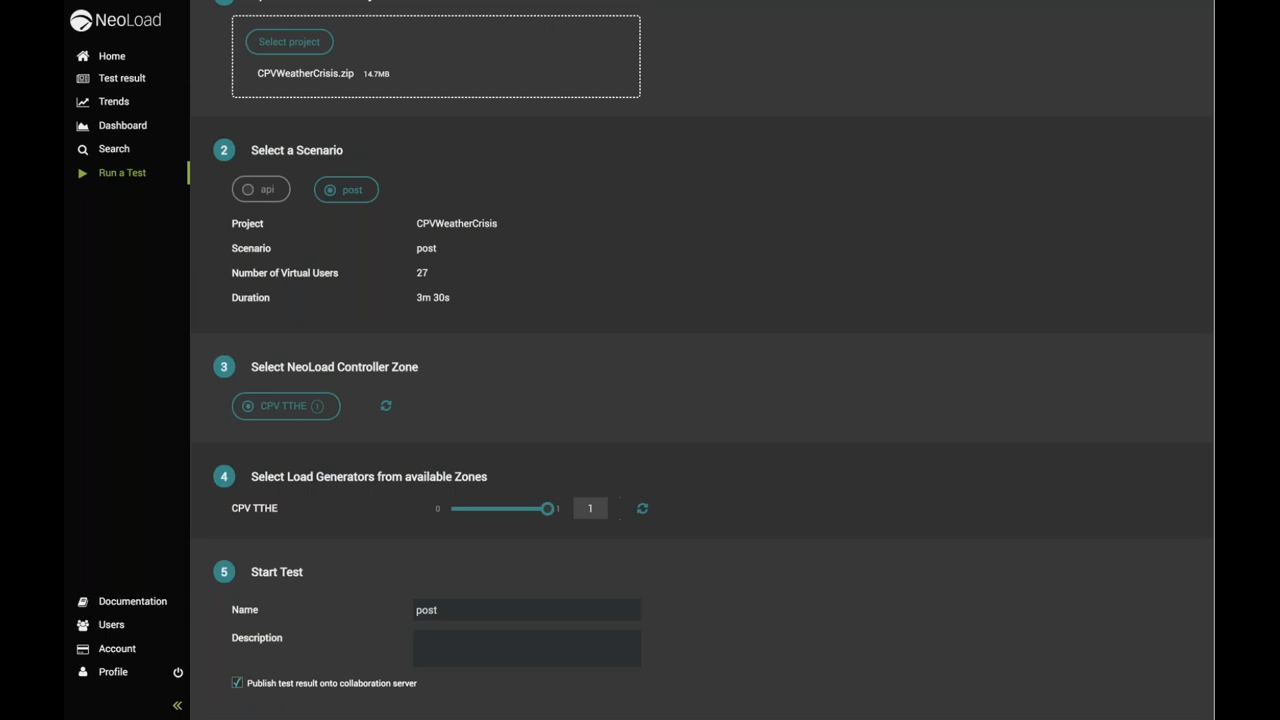 NeoLoad
Home
Test result
Trends
Dashboard
Search
Run a Test
Documentation
Users
Account
Profile
Select project
CPVWeatherCrisis.zip 14.7MB
2 Select a Scenario
api post
Project CPVWeatherCrisis
Scenario post
Number of Virtual Users 27
Duration 3m 30s
3 Select NeoLoad Controller Zone
CPV TTHE 1
4 Select Load Generators from available Zones
CPV TTHE 0 1 1
5 Start Test
Name post
Description
Publish test result onto collaboration server